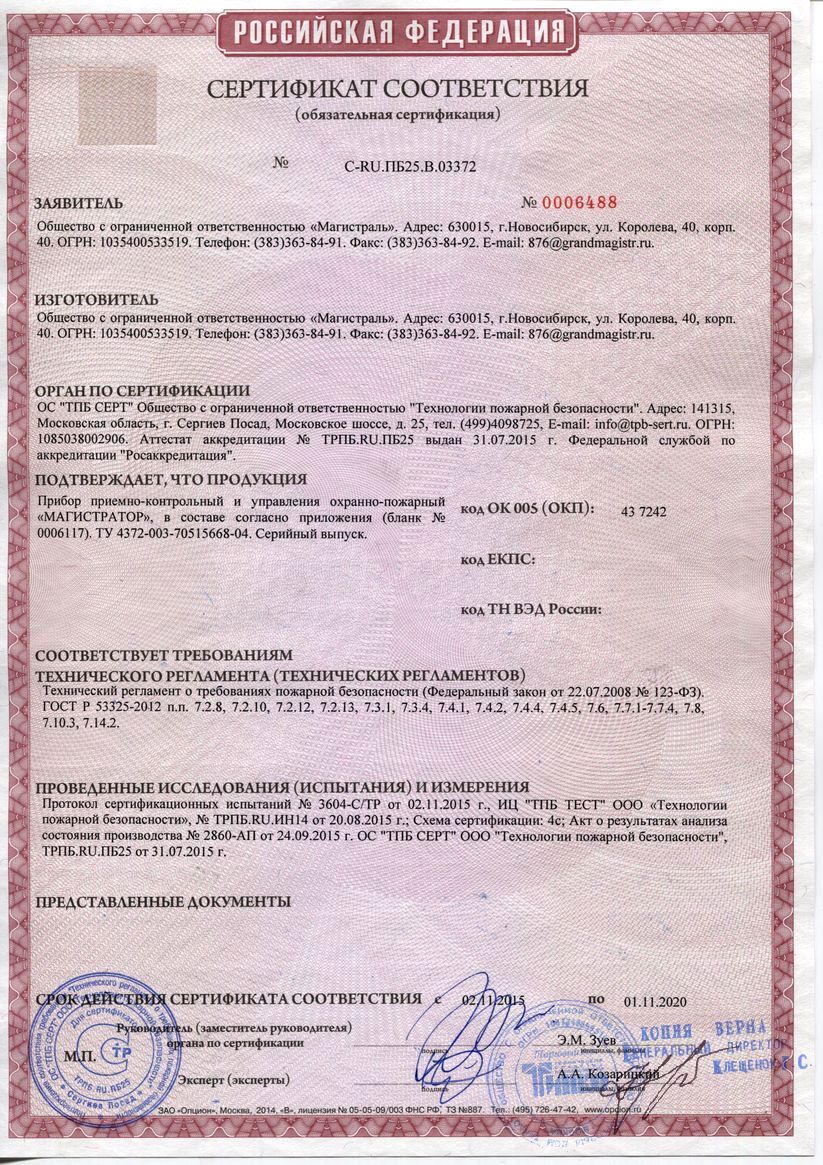 РОССИЙСКАЯ ФЕДЕРАЦИЯ
СЕРТИФИКАТ СООТВЕТСТВИЯ
(обязательная сертификация)
№ C-RU.ПБ25.В.03372
ЗАЯВИТЕЛЬ № 0006488
Общество с ограниченной ответственностью «Магистраль». Адрес: 630015, г.Новосибирск, ул. Королева, 40, корп.
40. ОГРН: 1035400533519. Телефон: (383)363-84-91. Факс: (383)363-84-92. E-mail: 876@grandmagistr.ru.
ИЗГОТОВИТЕЛЬ
Общество с ограниченной ответственностью «Магистраль». Адрес: 630015, г.Новосибирск, ул. Королева, 40, корп.
40. ОГРН: 1035400533519. Телефон: (383)363-84-91. Факс: (383)363-84-92. E-mail: 876@grandmagistr.ru.
ОРГАН ПО СЕРТИФИКАЦИИ
ОС "ТПБ СЕРТ" Общество с ограниченной ответственностью "Технологии пожарной безопасности". Адрес: 141315,
Московская область, г. Сергиев Посад, Московское шоссе, д. 25, тел. (499)4098725, E-mail: info@tpb-sert.ru. ОГРН:
1085038002906. Аттестат аккредитации № ТРПБ.RU.ПБ25 выдан 31.07.2015 г. Федеральной службой по
аккредитации "Росаккредитация".
ПОДТВЕРЖДАЕТ, ЧТО ПРОДУКЦИЯ
Прибор приемно-контрольный и управления охранно-пожарный
«МАГИСТРАТОР», в составе согласно приложения (бланк №
0006117). ТУ 4372-003-70515668-04. Серийный выпуск.
код ОК 005 (ОКП): 43 7242
код ЕКПС:
код ТН ВЭД России:
СООТВЕТСТВУЕТ ТРЕБОВАНИЯМ
ТЕХНИЧЕСКОГО РЕГЛАМЕНТА (ТЕХНИЧЕСКИХ РЕГЛАМЕНТОВ)
Технический регламент о требованиях пожарной безопасности (Федеральный закон от 22.07.2008 № 123-ФЗ).
ГОСТ Р 53325-2012 п.п. 7.2.8, 7.2.10, 7.2.12, 7.2.13, 7.3.1, 7.3.4, 7.4.1, 7.4.2, 7.4.4, 7.4.5, 7.6, 7.7.1-7.7.4, 7.8,
7.10.3, 7.14.2.
ПРОВЕДЕННЫЕ ИССЛЕДОВАНИЯ (ИСПЫТАНИЯ) И ИЗМЕРЕНИЯ
Протокол сертификационных испытаний № 3604-С/ТР от 02.11.2015 г., ИЦ "ТПБ ТЕСТ" ООО «Технологии
пожарной безопасности», № ТРПБ.RU.ИН14 от 20.08.2015 г.; Схема сертификации: 4с; Акт о результатах анализа
состояния производства № 2860-АП от 24.09.2015 г. ОС "ТПБ СЕРТ" ООО "Технологии пожарной безопасности",
ТРПБ.RU.ПБ25 от 31.07.2015 г.
ПРЕДСТАВЛЕННЫЕ ДОКУМЕНТЫ
СРОК ДЕЙСТВИЯ СЕРТИФИКАТА СООТВЕТСТВИЯ с 02.11.2015 по 01.11.2020
Руководитель (заместитель руководителя)
органа по сертификации
подпись
Э.М. Зуев
инициалы, фамилия
М.П.
Эксперт (эксперты)
подпись
А.А. Козарицкий
инициалы, фамилия
Для сертификатов
СТР
ТРПБ.RU.ПБ25
Сергиев Посад
КОПИЯ ВЕРНА
ГЕНЕРАЛЬНЫЙ ДИРЕКТОР
КЛЕЩЕНОК Г С.
ЗАО «Опцион», Москва, 2014, «В», лицензия № 05-05-09/003 ФНС РФ, ТЗ №887. Тел.: (495) 726-47-42, www.opcion.ru